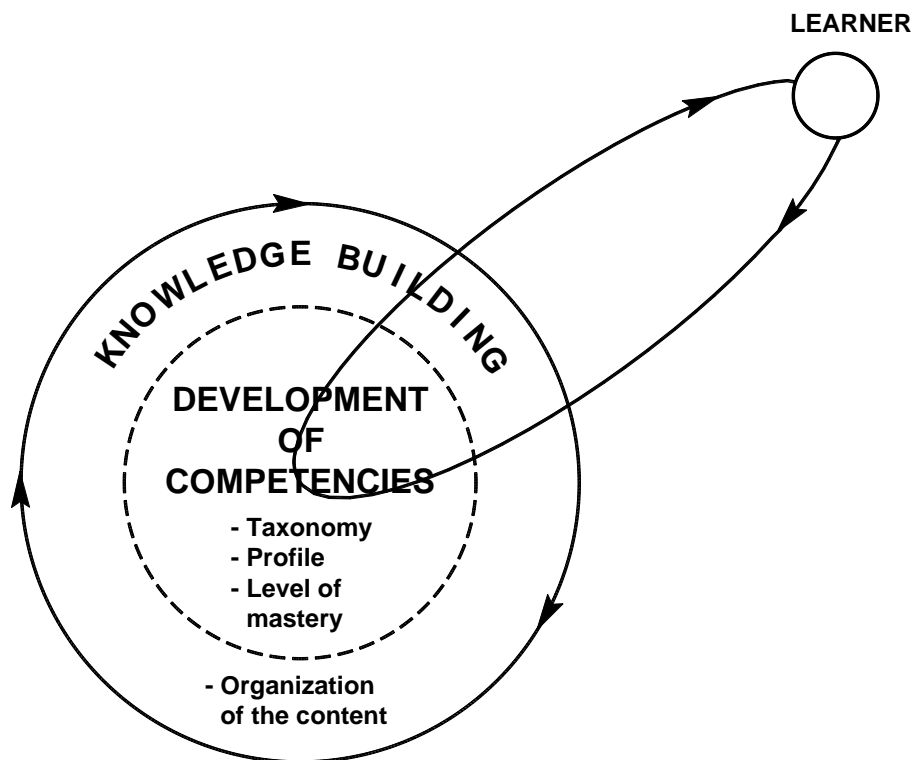 LEARNER
KNOWLEDGE BUILDING
DEVELOPMENT
OF
COMPETENCIES
- Taxonomy
- Profile
- Level of
mastery
- Organization
of the content